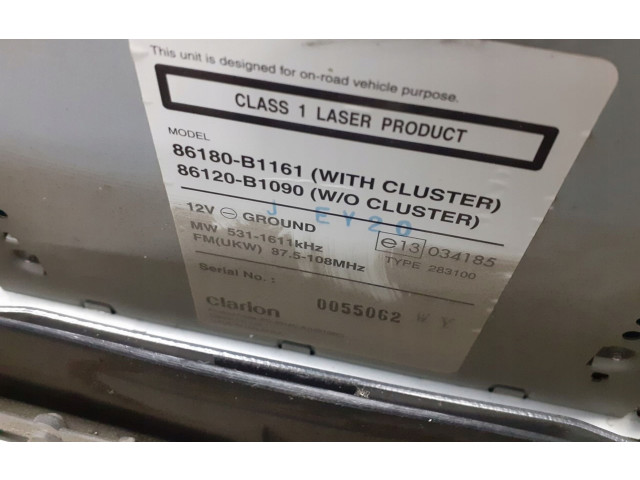 This unit is designed for on-road vehicle purpose.
CLASS 1 LASER PRODUCT
MODEL
86180-B1161 (WITH CLUSTER)
86120-B1090 (W/O CLUSTER)
J EY20
12V ⊖ GROUND
MW 531-1611kHz
FM(UKW) 87.5-108MHz
e13 034185
TYPE 283100
Serial No. :
0055062 WY
Clarion